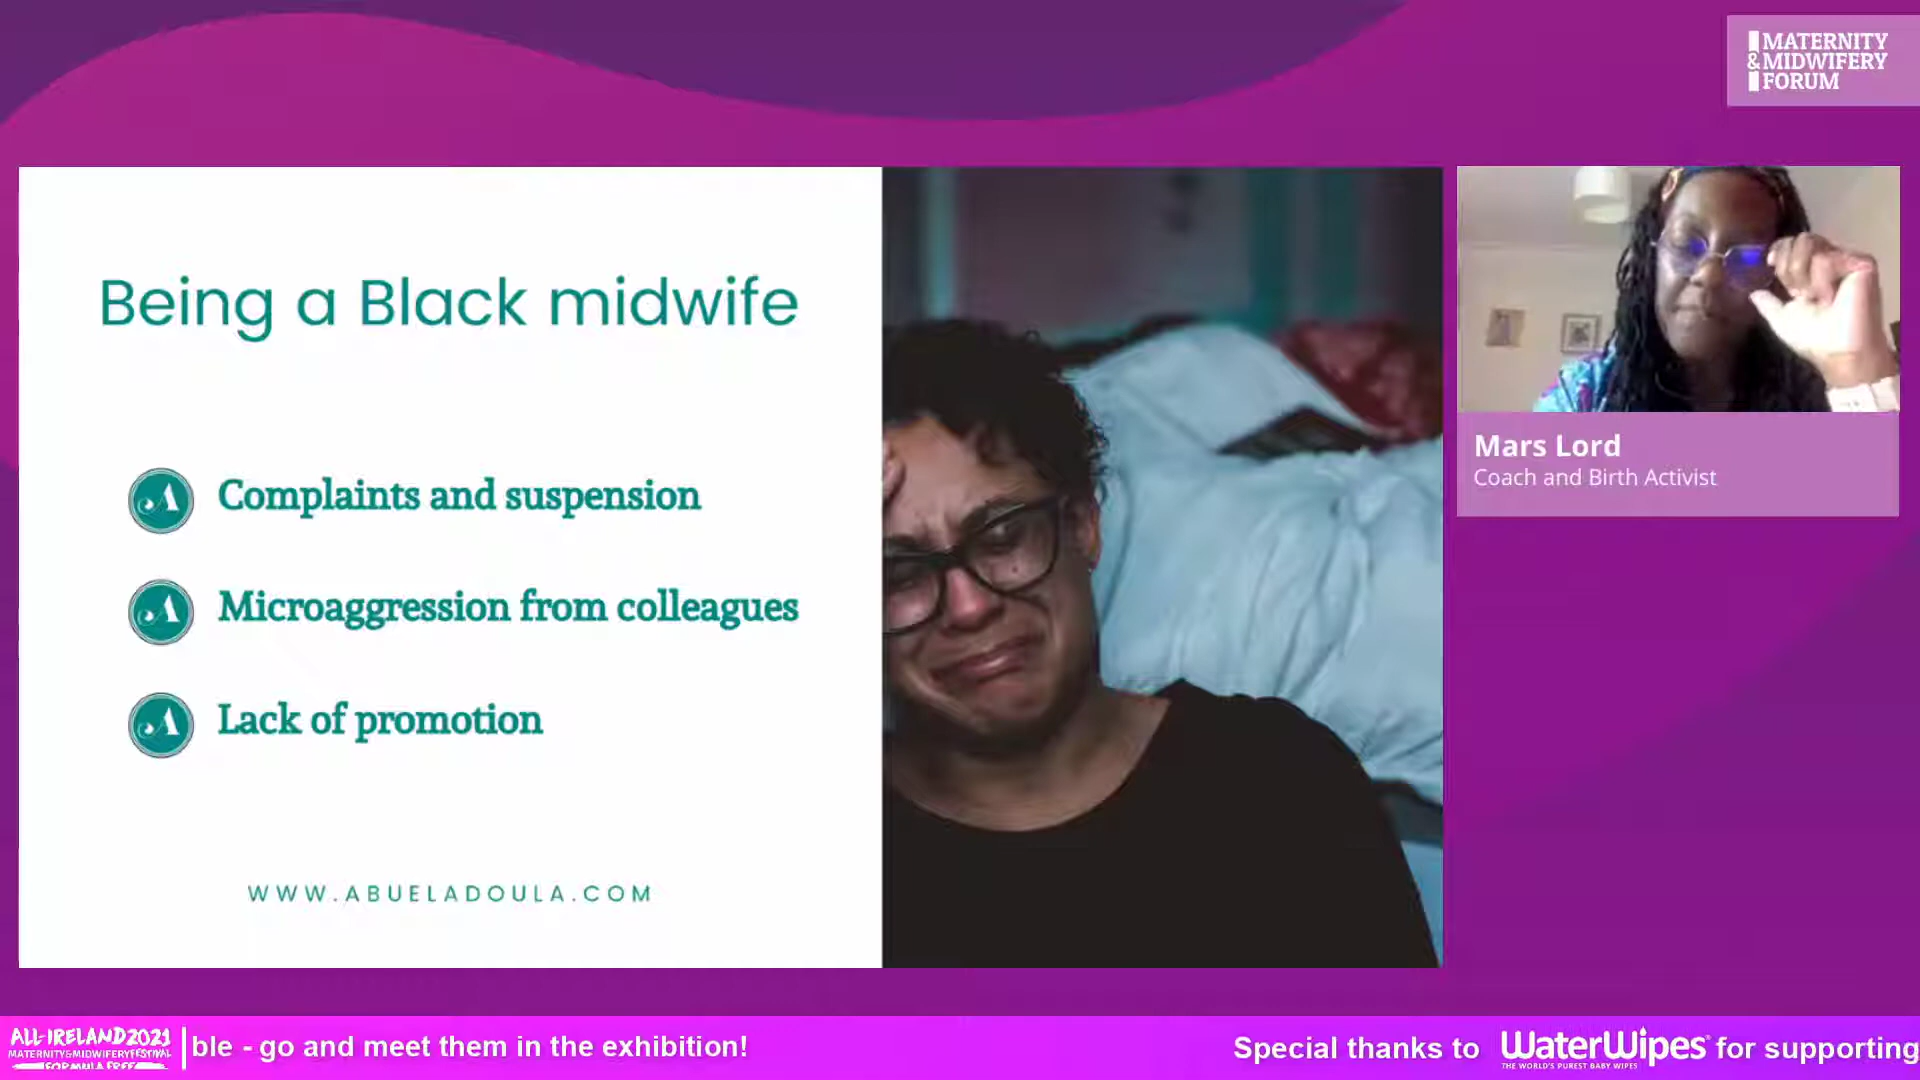 MATERNITY
&MIDWIFERY
FORUM
Being a Black midwife
Complaints and suspension
Microaggression from colleagues
Lack of promotion
WWW.ABUELADOULA.COM
Mars Lord
Coach and Birth Activist
ALL-IRELAND2021
MATERNITY&MIDWIFERYFESTIVAL
FORMULA FREE
ble - go and meet them in the exhibition!
Special thanks to WaterWipes for supporting
THE WORLD'S PUREST BABY WIPES